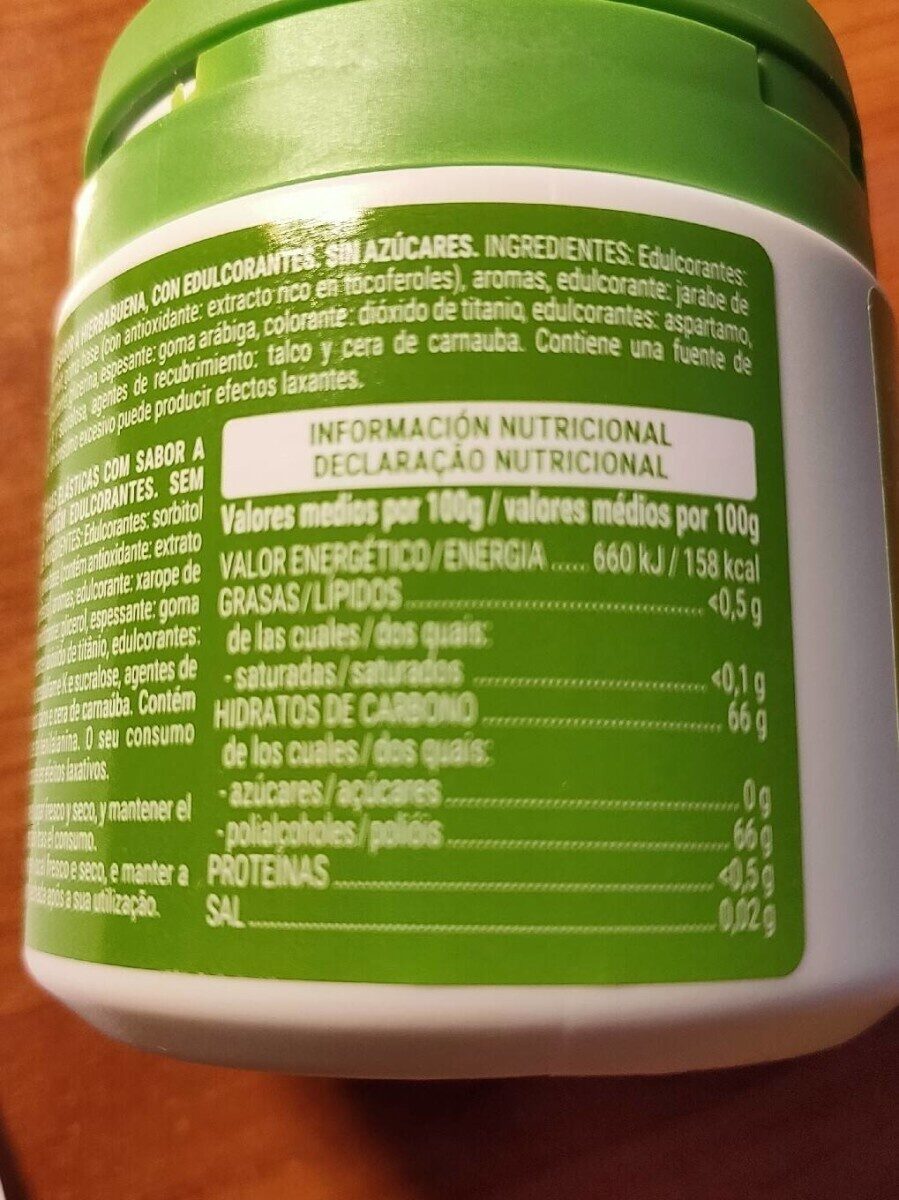 HIERBABUENA, CON EDULCORANTES. SIN AZÚCARES. INGREDIENTES: Edulcorantes:
base (con antioxidante: extracto rico en tocoferoles), aromas, edulcorante: jarabe de
espesante: goma arábiga, colorante: dióxido de titanio, edulcorantes: aspartamo,
agentes de recubrimiento: talco y cera de carnauba. Contiene una fuente de
excesivo puede producir efectos laxantes.
ELÁSTICAS COM SABOR A
EDULCORANTES. SEM
Edulcorantes: sorbitol
antioxidante: extrato
edulcorante: xarope de
glicerol, espessante: goma
de titânio, edulcorantes:
K e sucralose, agentes de
cera de carnaúba. Contém
O seu consumo
efeitos laxativos.
fresco y seco, y mantener el
consumo.
fresco e seco, e manter a
após a sua utilização.
INFORMACIÓN NUTRICIONAL
DECLARAÇÃO NUTRICIONAL
Valores medios por 100g / valores médios por 100g
VALOR ENERGÉTICO/ENERGIA ..... 660 kJ / 158 kcal
GRASAS/LÍPIDOS ..... <0,5 g
de las cuales/dos quais:
- saturadas/saturados ..... <0,1 g
HIDRATOS DE CARBONO ..... 66 g
de los cuales/dos quais:
- azúcares/açúcares ..... 0 g
- polialcoholes/polióis ..... 66 g
PROTEÍNAS ..... <0,5 g
SAL ..... 0,02 g